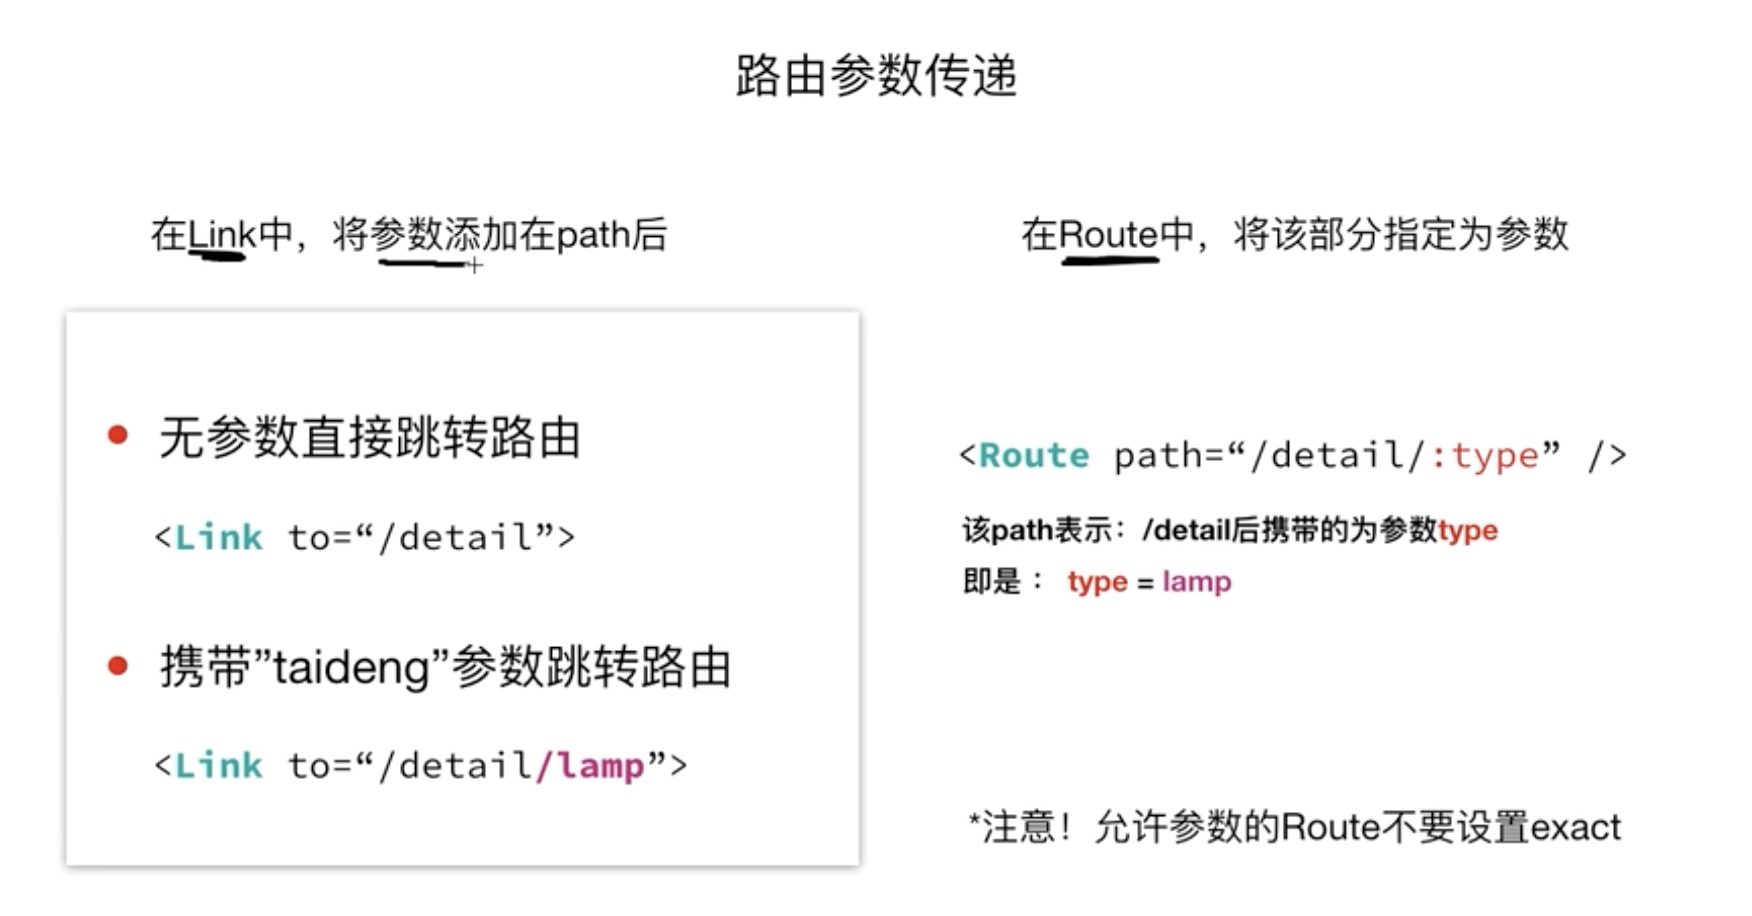 路由参数传递
在Link中，将参数添加在path后
无参数直接跳转路由
<Link to=“/detail”>
携带”taideng”参数跳转路由
<Link to=“/detail/lamp”>
在Route中，将该部分指定为参数
<Route path=“/detail/:type” />
该path表示：/detail后携带的为参数type
即是： type = lamp
*注意！允许参数的Route不要设置exact